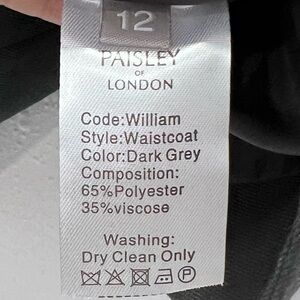 12
PAISLEY
OF
LONDON
Code:William
Style:Waistcoat
Color:Dark Grey
Composition:
65%Polyester
35%viscose
Washing:
Dry Clean Only
P